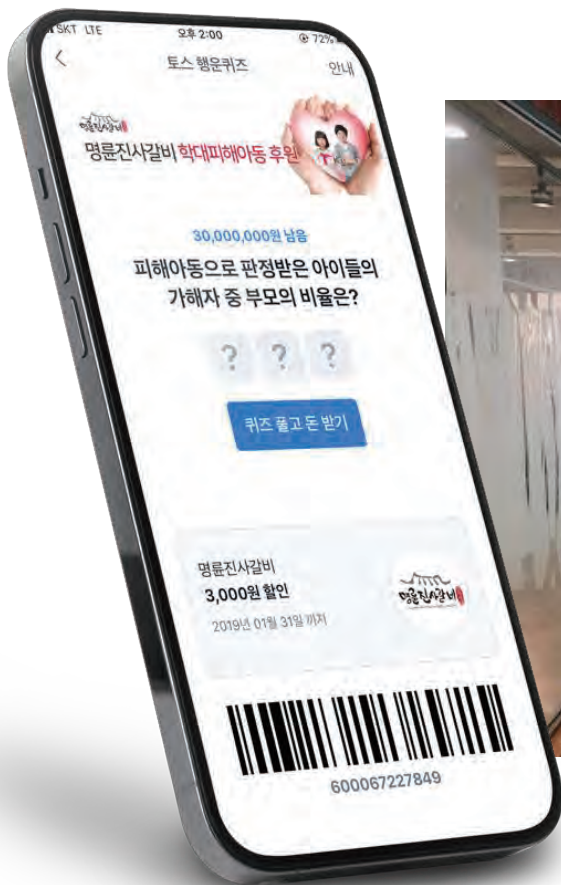 SKT LTE 오후 2:00 72%
토스 행운퀴즈 안내
명륜진사갈비
명륜진사갈비 학대피해아동 후원
30,000,000원 남음
피해아동으로 판정받은 아이들의
가해자 중 부모의 비율은?
? ? ?
퀴즈 풀고 돈 받기
명륜진사갈비
3,000원 할인
2019년 01월 31일 까지
명륜진사갈비
600067227849